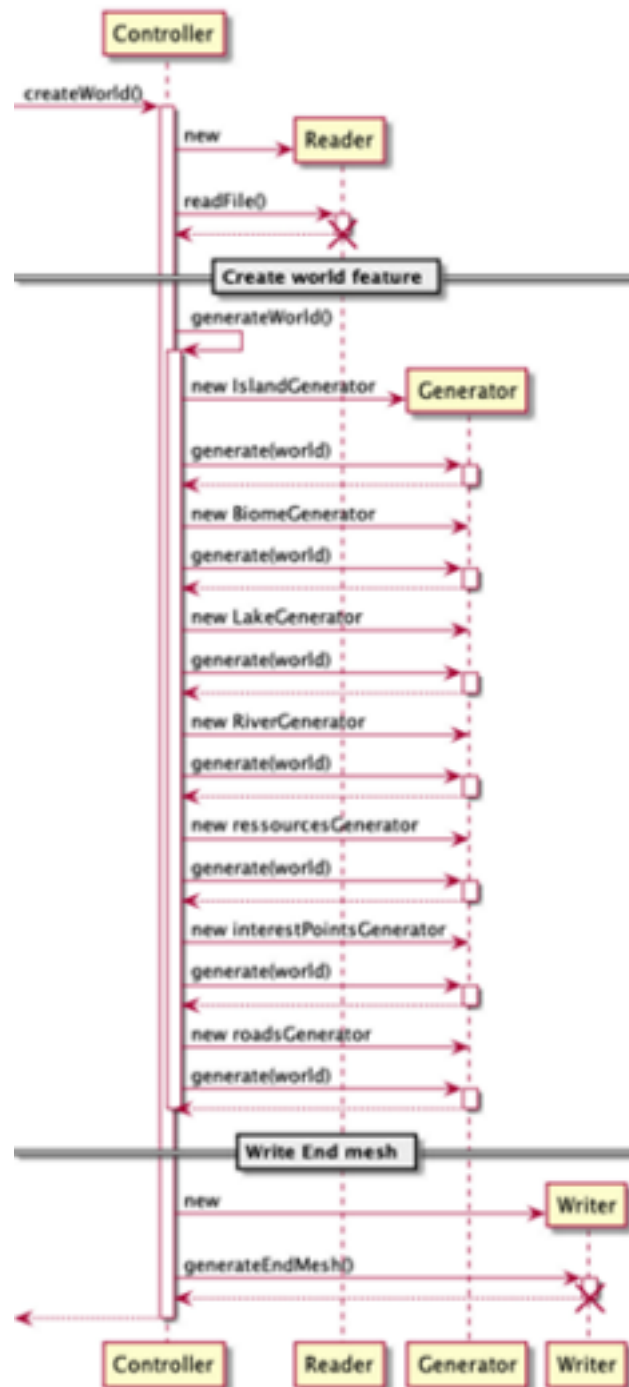 Controller
createWorld()
new
Reader
readFile()
Create world feature
generateWorld()
new IslandGenerator
Generator
generate(world)
new BiomeGenerator
generate(world)
new LakeGenerator
generate(world)
new RiverGenerator
generate(world)
new ressourcesGenerator
generate(world)
new interestPointsGenerator
generate(world)
new roadsGenerator
generate(world)
Write End mesh
new
Writer
generateEndMesh()
Controller
Reader
Generator
Writer